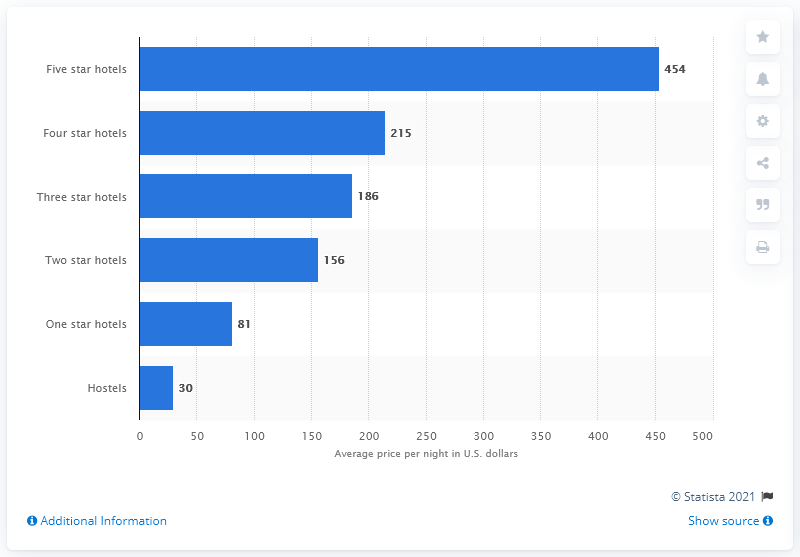 Five star hotels 454
Four star hotels 215
Three star hotels 186
Two star hotels 156
One star hotels 81
Hostels 30
0 50 100 150 200 250 300 350 400 450 500
Average price per night in U.S. dollars
© Statista 2021
Additional Information Show source